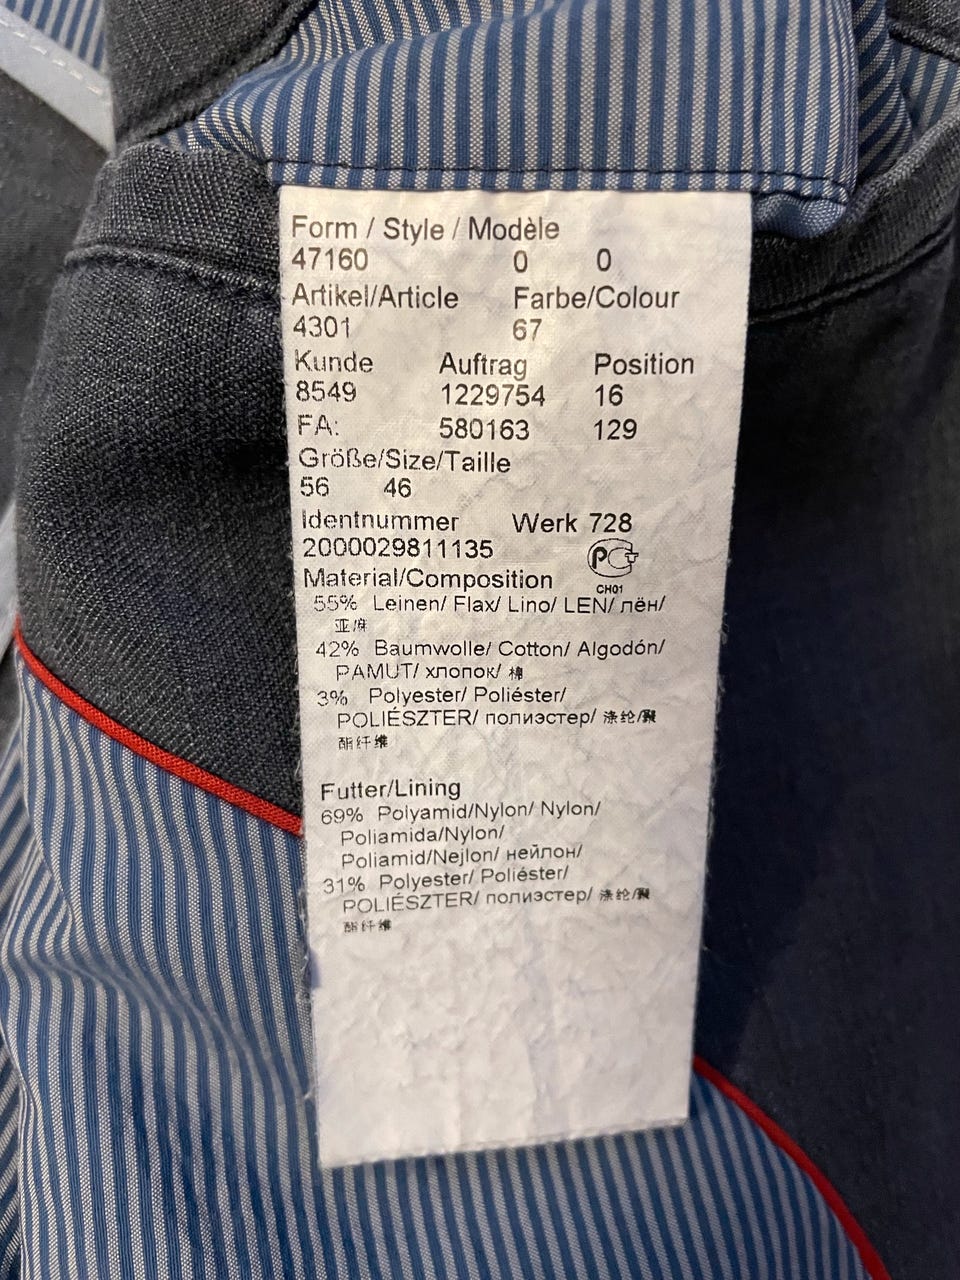 Form / Style / Modèle
47160 0 0
Artikel/Article Farbe/Colour
4301 67
Kunde Auftrag Position
8549 1229754 16
FA: 580163 129
Größe/Size/Taille
56 46
Identnummer Werk 728
2000029811135 РСТ
Material/Composition CH01
55% Leinen/ Flax/ Lino/ LEN/ лён/
亚麻
42% Baumwolle/ Cotton/ Algodón/
PAMUT/ хлопок/ 棉
3% Polyester/ Poliéster/
POLIÉSZTER/ полиэстер/ 涤纶/聚
酯纤维
Futter/Lining
69% Polyamid/Nylon/ Nylon/
Poliamida/Nylon/
Poliamid/Nejlon/ нейлон/
31% Polyester/ Poliéster/
POLIÉSZTER/ полиэстер/ 涤纶/聚
酯纤维